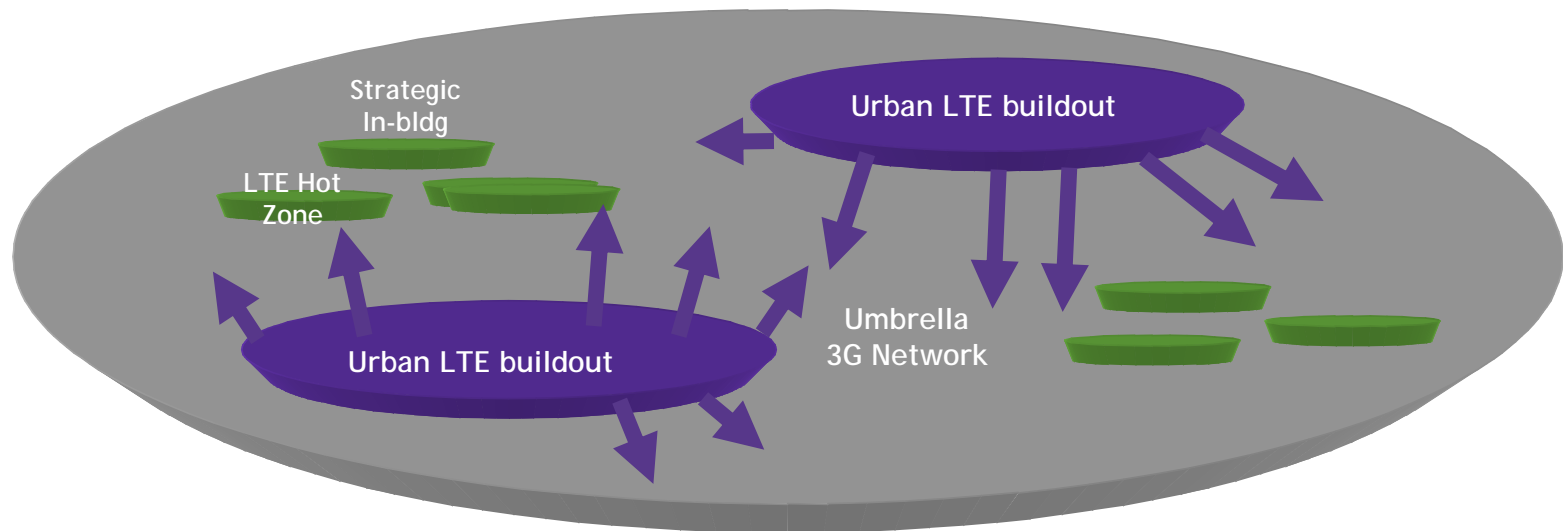 Strategic
In-bldg
LTE Hot
Zone
Urban LTE buildout
Umbrella
3G Network
Urban LTE buildout